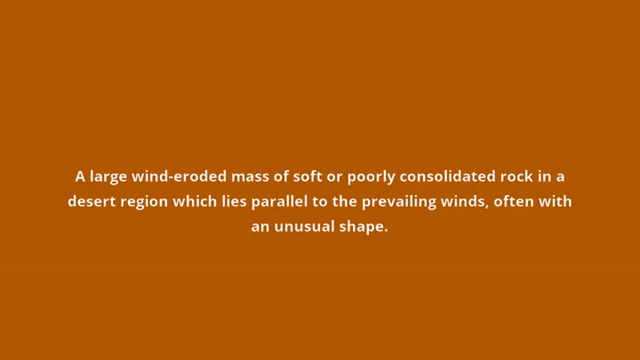 A large wind-eroded mass of soft or poorly consolidated rock in a
desert region which lies parallel to the prevailing winds, often with
an unusual shape.